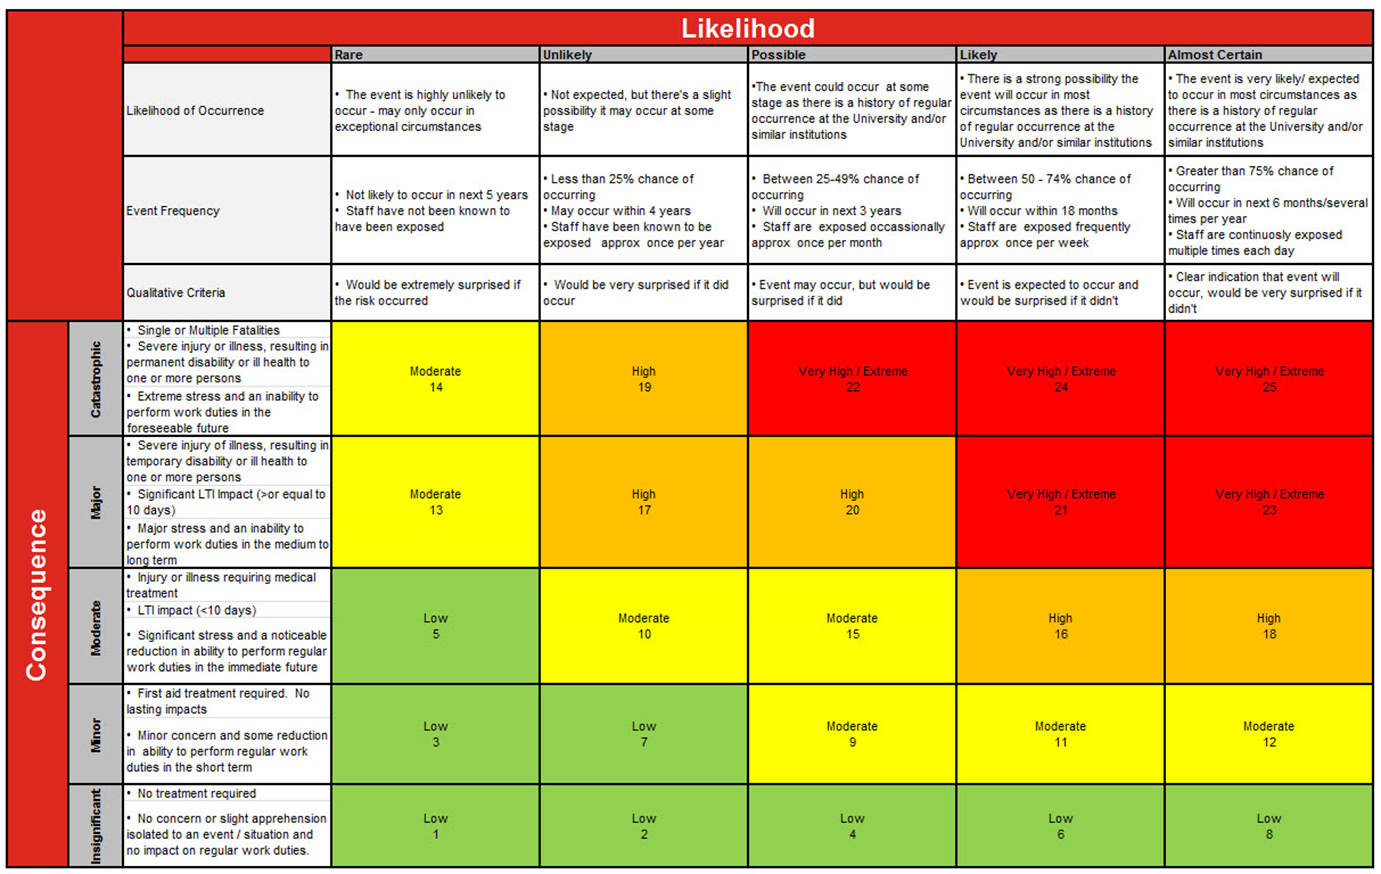 Likelihood
Rare
Unlikely
Possible
Likely
Almost Certain
Likelihood of Occurrence
• The event is highly unlikely to
occur - may only occur in
exceptional circumstances
• Not expected, but there's a slight
possibility it may occur at some
stage
•The event could occur at some
stage as there is a history of regular
occurrence at the University and/or
similar institutions
• There is a strong possibility the
event will occur in most
circumstances as there is a history
of regular occurrence at the
University and/or similar institutions
• The event is very likely/ expected
to occur in most circumstances as
there is a history of regular
occurrence at the University and/or
similar institutions
Event Frequency
• Not likely to occur in next 5 years
• Staff have not been known to
have been exposed
• Less than 25% chance of
occurring
• May occur within 4 years
• Staff have been known to be
exposed approx once per year
• Between 25-49% chance of
occurring
• Will occur in next 3 years
• Staff are exposed occassionally
approx once per month
• Between 50 - 74% chance of
occurring
• Will occur within 18 months
• Staff are exposed frequently
approx once per week
• Greater than 75% chance of
occurring
• Will occur in next 6 months/several
times per year
• Staff are continuosly exposed
multiple times each day
Qualitative Criteria
• Would be extremely surprised if
the risk occurred
• Would be very surprised if it did
occur
• Event may occur, but would be
surprised if it did
• Event is expected to occur and
would be surprised if it didn't
• Clear indication that event will
occur, would be very surprised if it
didn't
Consequence
Catastrophic
• Single or Multiple Fatalities
• Severe injury or illness, resulting in
permanent disability or ill health to
one or more persons
• Extreme stress and an inability to
perform work duties in the
foreseeable future
Moderate
14
High
19
Very High / Extreme
22
Very High / Extreme
24
Very High / Extreme
25
Major
• Severe injury of illness, resulting in
temporary disability or ill health to
one or more persons
• Significant LTI Impact (>or equal to
10 days)
• Major stress and an inability to
perform work duties in the medium to
long term
Moderate
13
High
17
High
20
Very High / Extreme
21
Very High / Extreme
23
Moderate
• Injury or illness requiring medical
treatment
• LTI impact (<10 days)
• Significant stress and a noticeable
reduction in ability to perform regular
work duties in the immediate future
Low
5
Moderate
10
Moderate
15
High
16
High
18
Minor
• First aid treatment required. No
lasting impacts
• Minor concern and some reduction
in ability to perform regular work
duties in the short term
Low
3
Low
7
Moderate
9
Moderate
11
Moderate
12
Insignificant
• No treatment required
• No concern or slight apprehension
isolated to an event / situation and
no impact on regular work duties.
Low
1
Low
2
Low
4
Low
6
Low
8